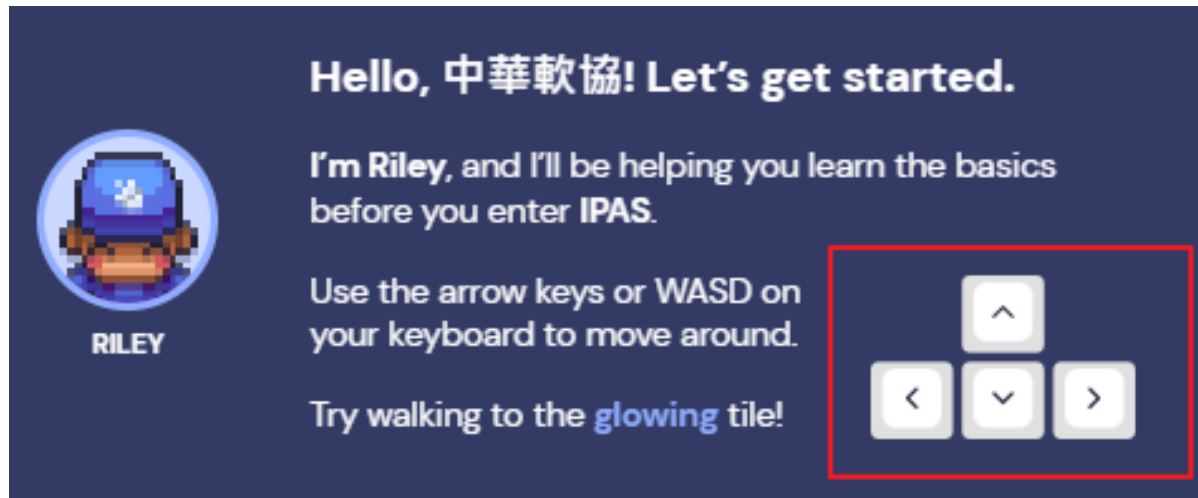 Hello, 中華軟協! Let's get started.
I'm Riley, and I'll be helping you learn the basics
before you enter IPAS.
Use the arrow keys or WASD on
your keyboard to move around.
RILEY
Try walking to the glowing tile!